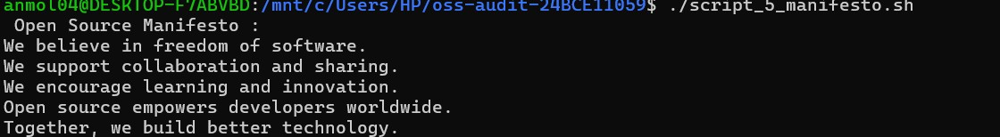 anmol04@DESKTOP-F7ABVBD:/mnt/c/Users/HP/oss-audit-24BCE11059$ ./script_5_manifesto.sh
 Open Source Manifesto :
We believe in freedom of software.
We support collaboration and sharing.
We encourage learning and innovation.
Open source empowers developers worldwide.
Together, we build better technology.